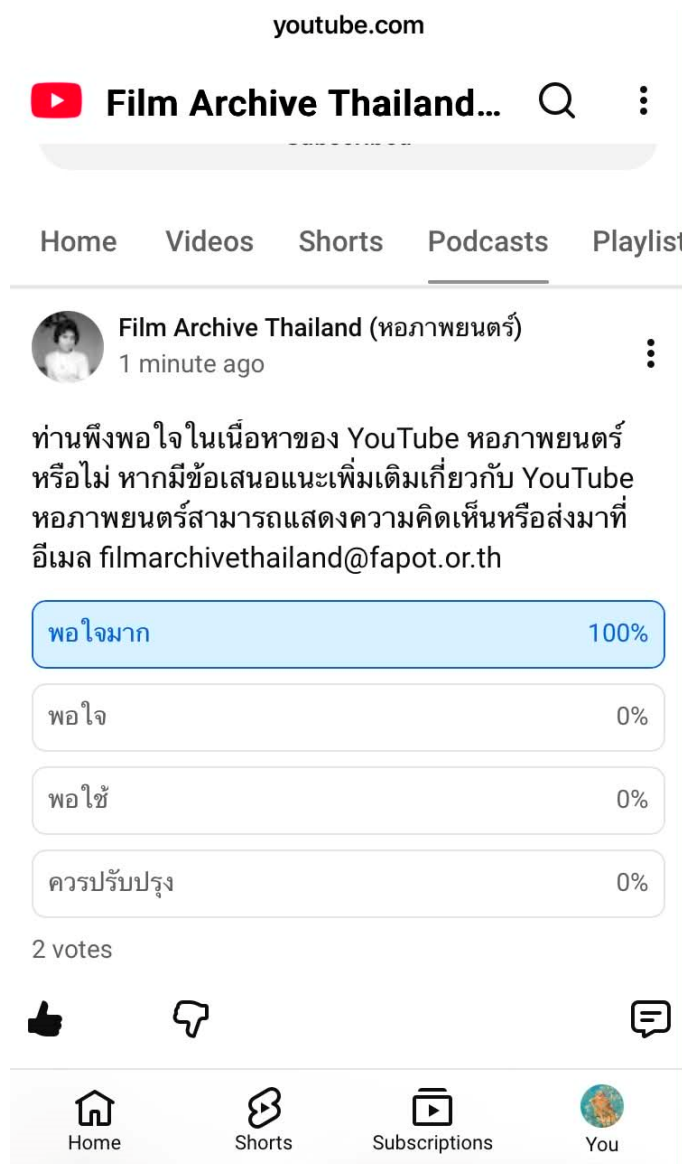 youtube.com
Film Archive Thailand...
Subscribed
Home Videos Shorts Podcasts Playlist
Film Archive Thailand (หอภาพยนตร์)
1 minute ago
ท่านพึงพอใจในเนื้อหาของ YouTube หอภาพยนตร์
หรือไม่ หากมีข้อเสนอแนะเพิ่มเติมเกี่ยวกับ YouTube
หอภาพยนตร์สามารถแสดงความคิดเห็นหรือส่งมาที่
อีเมล filmarchivethailand@fapot.or.th
พอใจมาก 100%
พอใจ 0%
พอใช้ 0%
ควรปรับปรุง 0%
2 votes
Home Shorts Subscriptions You